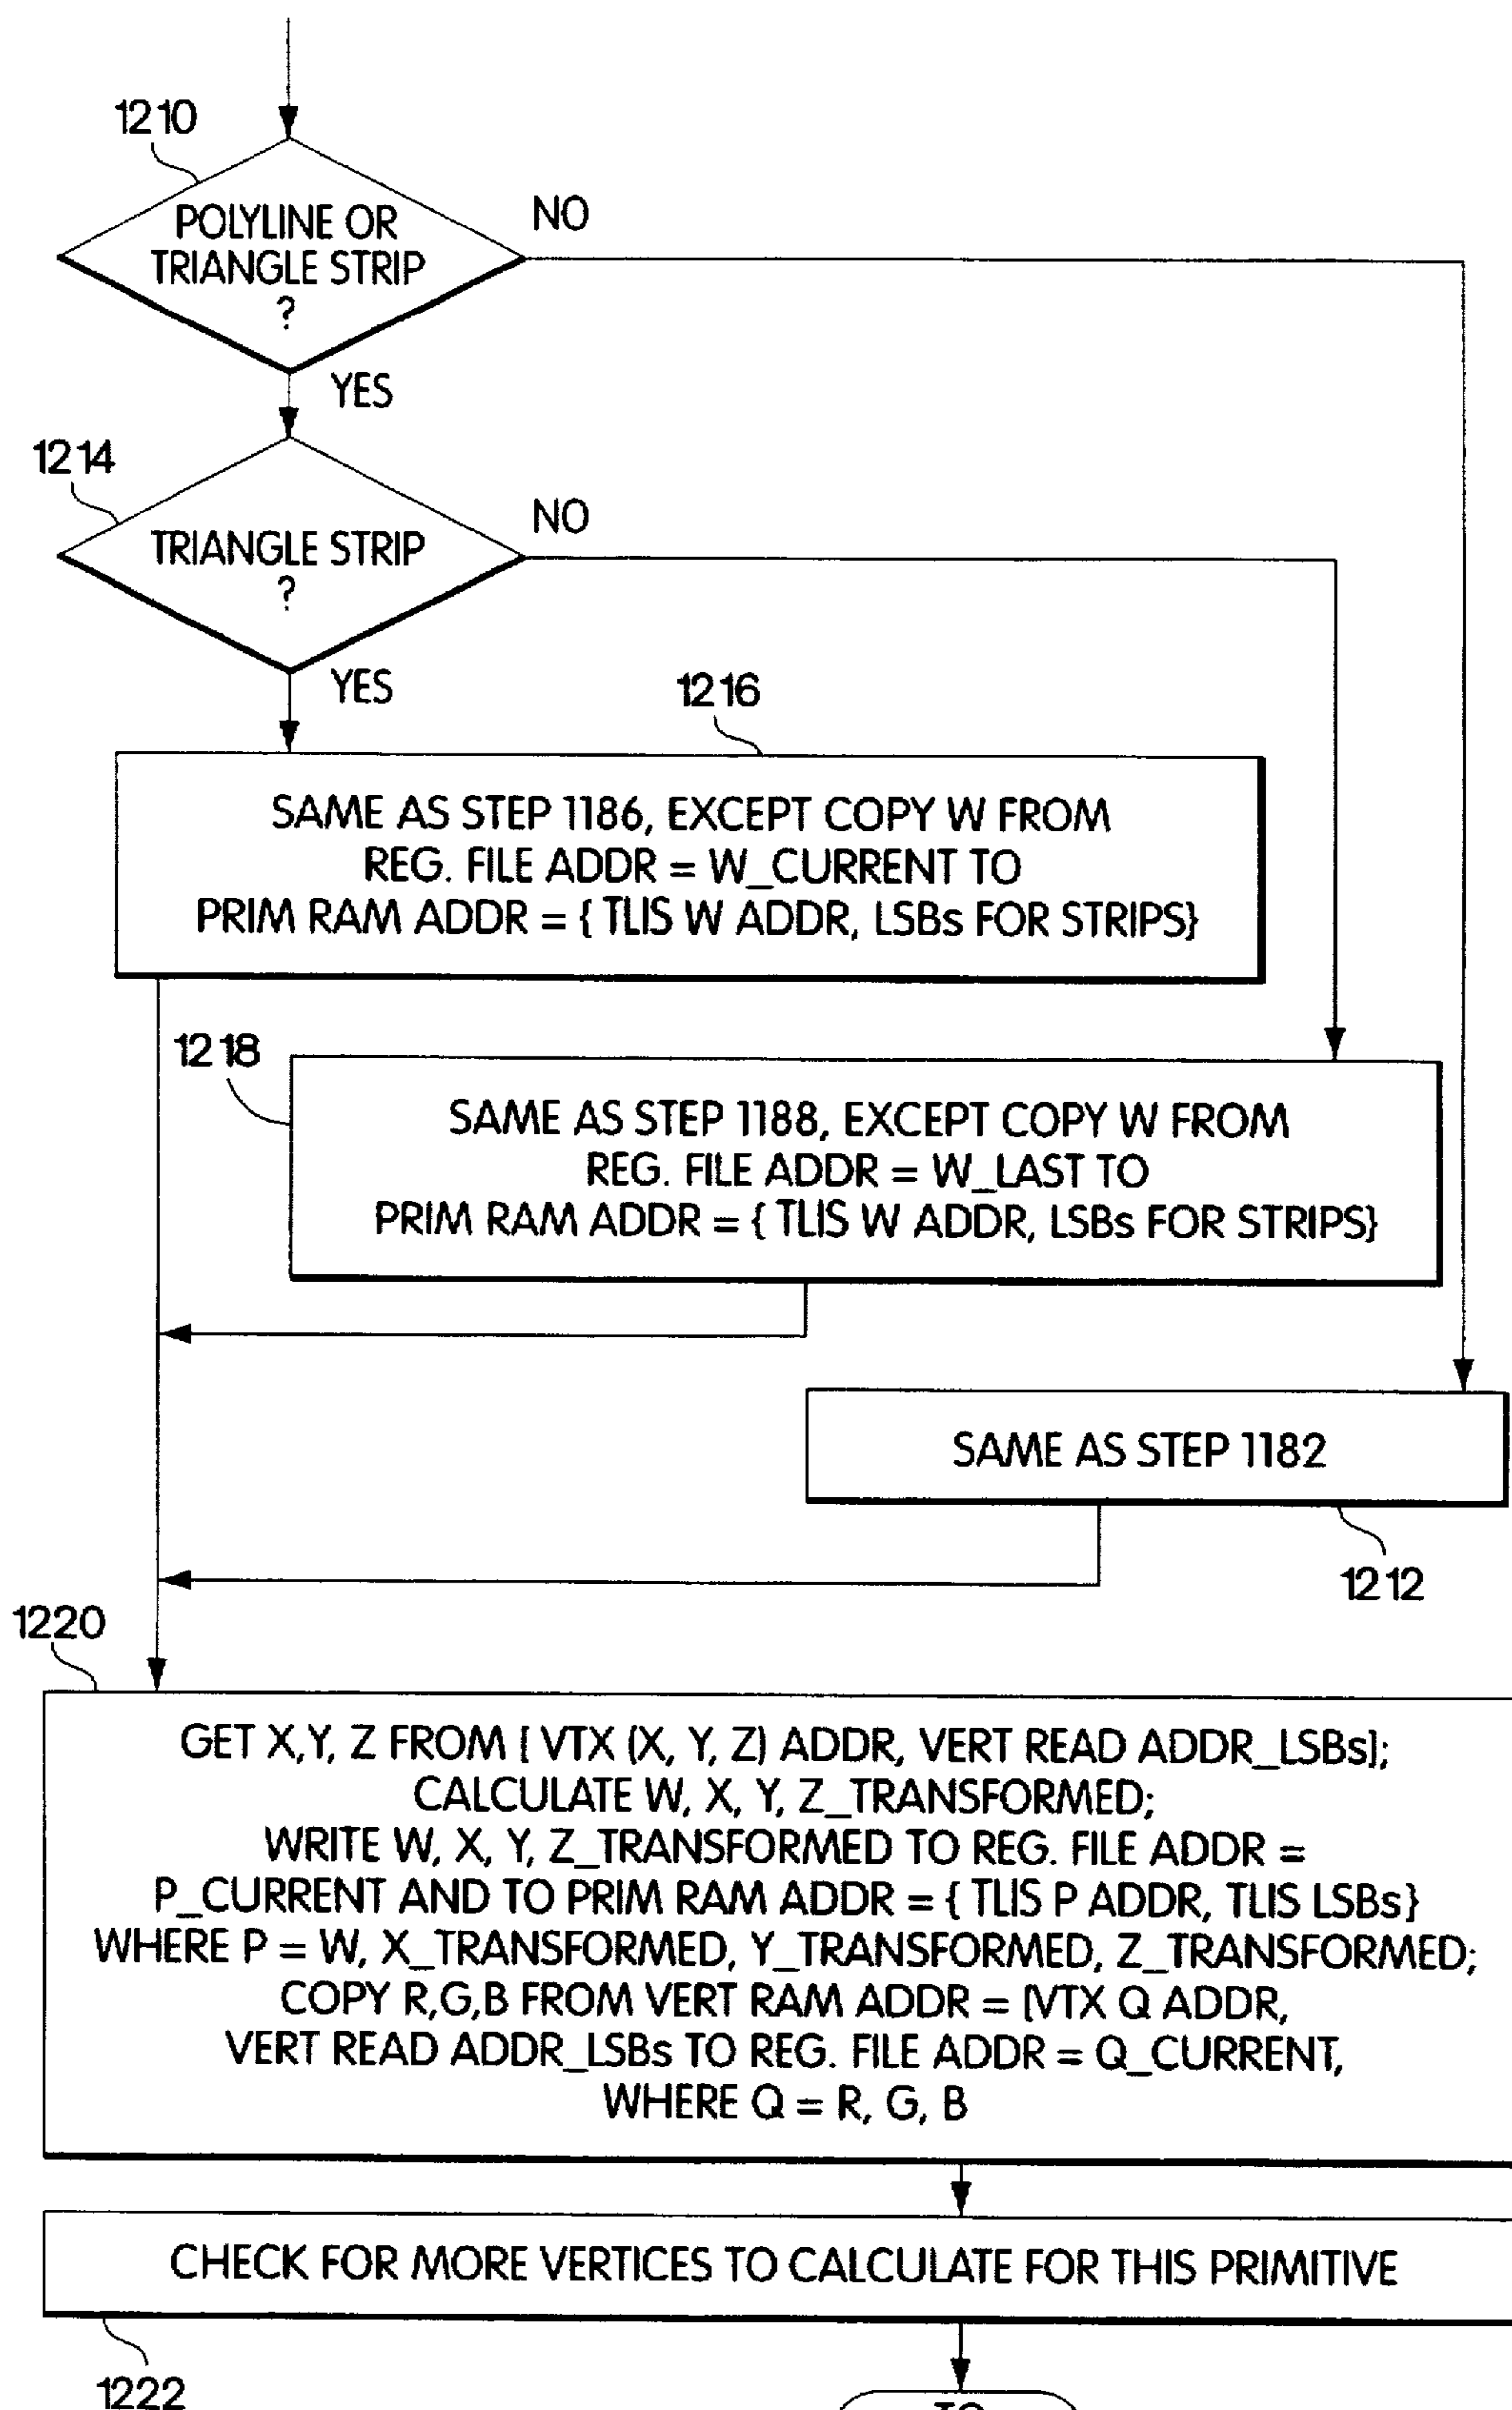 1210
POLYLINE OR
TRIANGLE STRIP
?
NO
YES
1214
TRIANGLE STRIP
?
NO
YES
1216
SAME AS STEP 1186, EXCEPT COPY W FROM
REG. FILE ADDR = W_CURRENT TO
PRIM RAM ADDR = { TLIS W ADDR, LSBs FOR STRIPS}
1218
SAME AS STEP 1188, EXCEPT COPY W FROM
REG. FILE ADDR = W_LAST TO
PRIM RAM ADDR = { TLIS W ADDR, LSBs FOR STRIPS}
SAME AS STEP 1182
1212
1220
GET X,Y, Z FROM [ VTX (X, Y, Z) ADDR, VERT READ ADDR_LSBs];
CALCULATE W, X, Y, Z_TRANSFORMED;
WRITE W, X, Y, Z_TRANSFORMED TO REG. FILE ADDR =
P_CURRENT AND TO PRIM RAM ADDR = { TLIS P ADDR, TLIS LSBs}
WHERE P = W, X_TRANSFORMED, Y_TRANSFORMED, Z_TRANSFORMED;
COPY R,G,B FROM VERT RAM ADDR = [VTX Q ADDR,
VERT READ ADDR_LSBs TO REG. FILE ADDR = Q_CURRENT,
WHERE Q = R, G, B
CHECK FOR MORE VERTICES TO CALCULATE FOR THIS PRIMITIVE
1222
TO